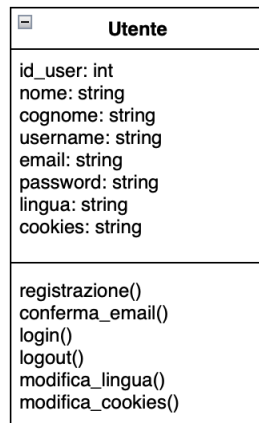 Utente
id_user: int
nome: string
cognome: string
username: string
email: string
password: string
lingua: string
cookies: string
registrazione()
conferma_email()
login()
logout()
modifica_lingua()
modifica_cookies()